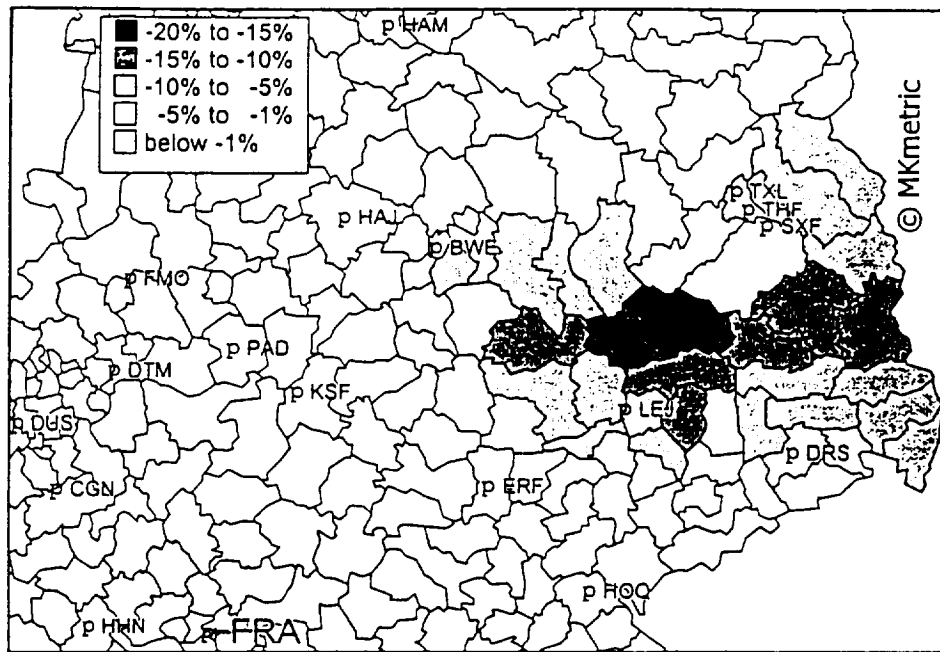 -20% to -15%
-15% to -10%
-10% to -5%
-5% to -1%
below -1%
p HAM
© MKmetric
p TXL
p THF
p SXF
p HAJ
p BWE
p FMO
p PAD
p DTM
p KSF
p LEJ
p DUS
p DRS
p CGN
p ERF
p HOQ
p HHN
p FRA